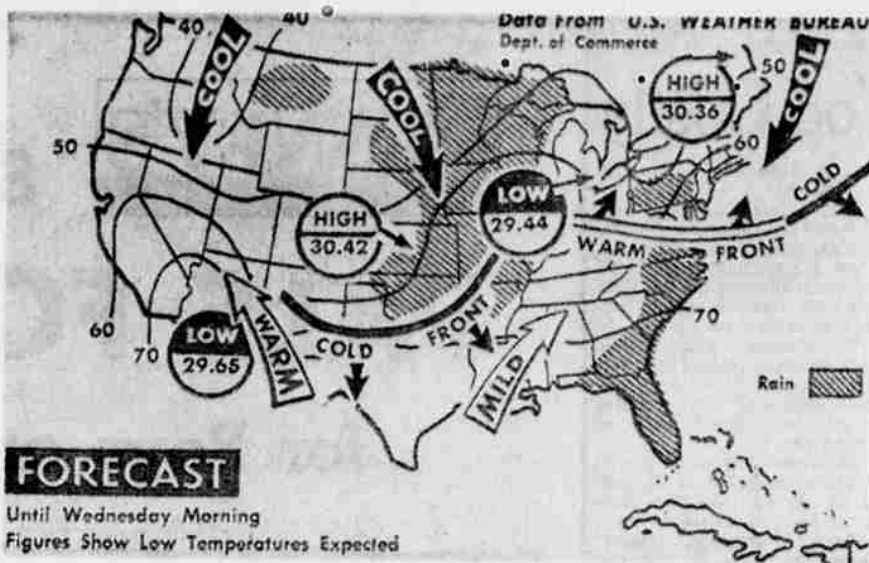 Data From U.S. WEATHER BUREAU
Dept. of Commerce
40
40
COOL
COOL
HIGH
30.36
50
COOL
50
60
LOW
29.44
COLD
HIGH
30.42
WARM FRONT
60
70
LOW
29.65
WARM
COLD FRONT
MILD
70
Rain
FORECAST
Until Wednesday Morning
Figures Show Low Temperatures Expected